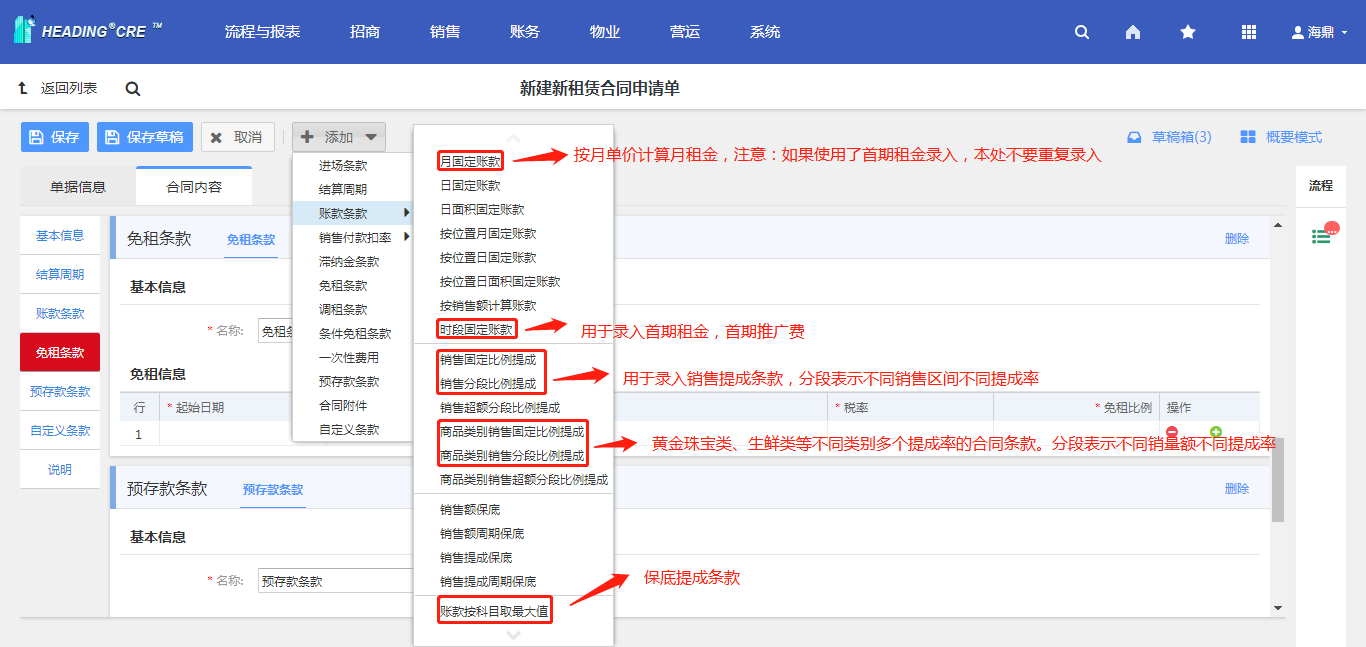 HEADING®CRE ™ 流程与报表 招商 销售 账务 物业 营运 系统 海鼎
返回列表 新建新租赁合同申请单
保存 保存草稿 取消 添加 草稿箱(3) 概要模式
单据信息 合同内容 流程
基本信息
结算周期
账款条款
免租条款
预存款条款
自定义条款
说明
免租条款 免租条款 删除
基本信息
* 名称: 免租条
免租信息
行 * 起始日期 * 税率 * 免租比例 操作
1
预存款条款 预存款条款 删除
基本信息
* 名称: 预存款条款
进场条款
结算周期
账款条款
销售付款扣率
滞纳金条款
免租条款
调租条款
条件免租条款
一次性费用
预存款条款
合同附件
自定义条款
月固定账款 按月单价计算月租金，注意：如果使用了首期租金录入，本处不要重复录入
日固定账款
日面积固定账款
按位置月固定账款
按位置日固定账款
按位置日面积固定账款
按销售额计算账款
时段固定账款 用于录入首期租金，首期推广费
销售固定比例提成
销售分段比例提成 用于录入销售提成条款，分段表示不同销售区间不同提成率
销售超额分段比例提成
商品类别销售固定比例提成
商品类别销售分段比例提成 黄金珠宝类、生鲜类等不同类别多个提成率的合同条款。分段表示不同销量额不同提成率
商品类别销售超额分段比例提成
销售额保底
销售额周期保底
销售提成保底
销售提成周期保底 保底提成条款
账款按科目取最大值